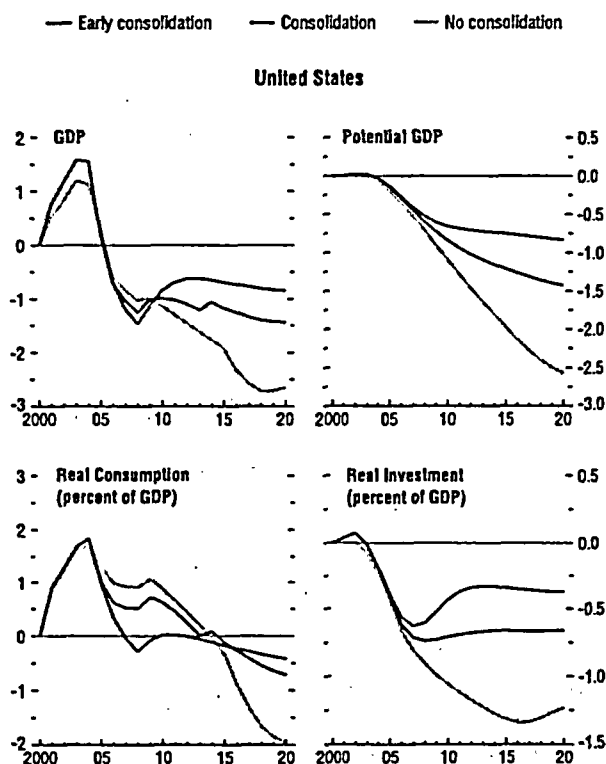 Early consolidation Consolidation No consolidation
United States
GDP
2
1
0
-1
-2
-3
2000 05 10 15 20
Potential GDP
0.5
0.0
-0.5
-1.0
-1.5
-2.0
-2.5
-3.0
2000 05 10 15 20
Real Consumption
(percent of GDP)
3
2
1
0
-1
-2
2000 05 10 15 20
Real Investment
(percent of GDP)
0.5
0.0
-0.5
-1.0
-1.5
2000 05 10 15 20